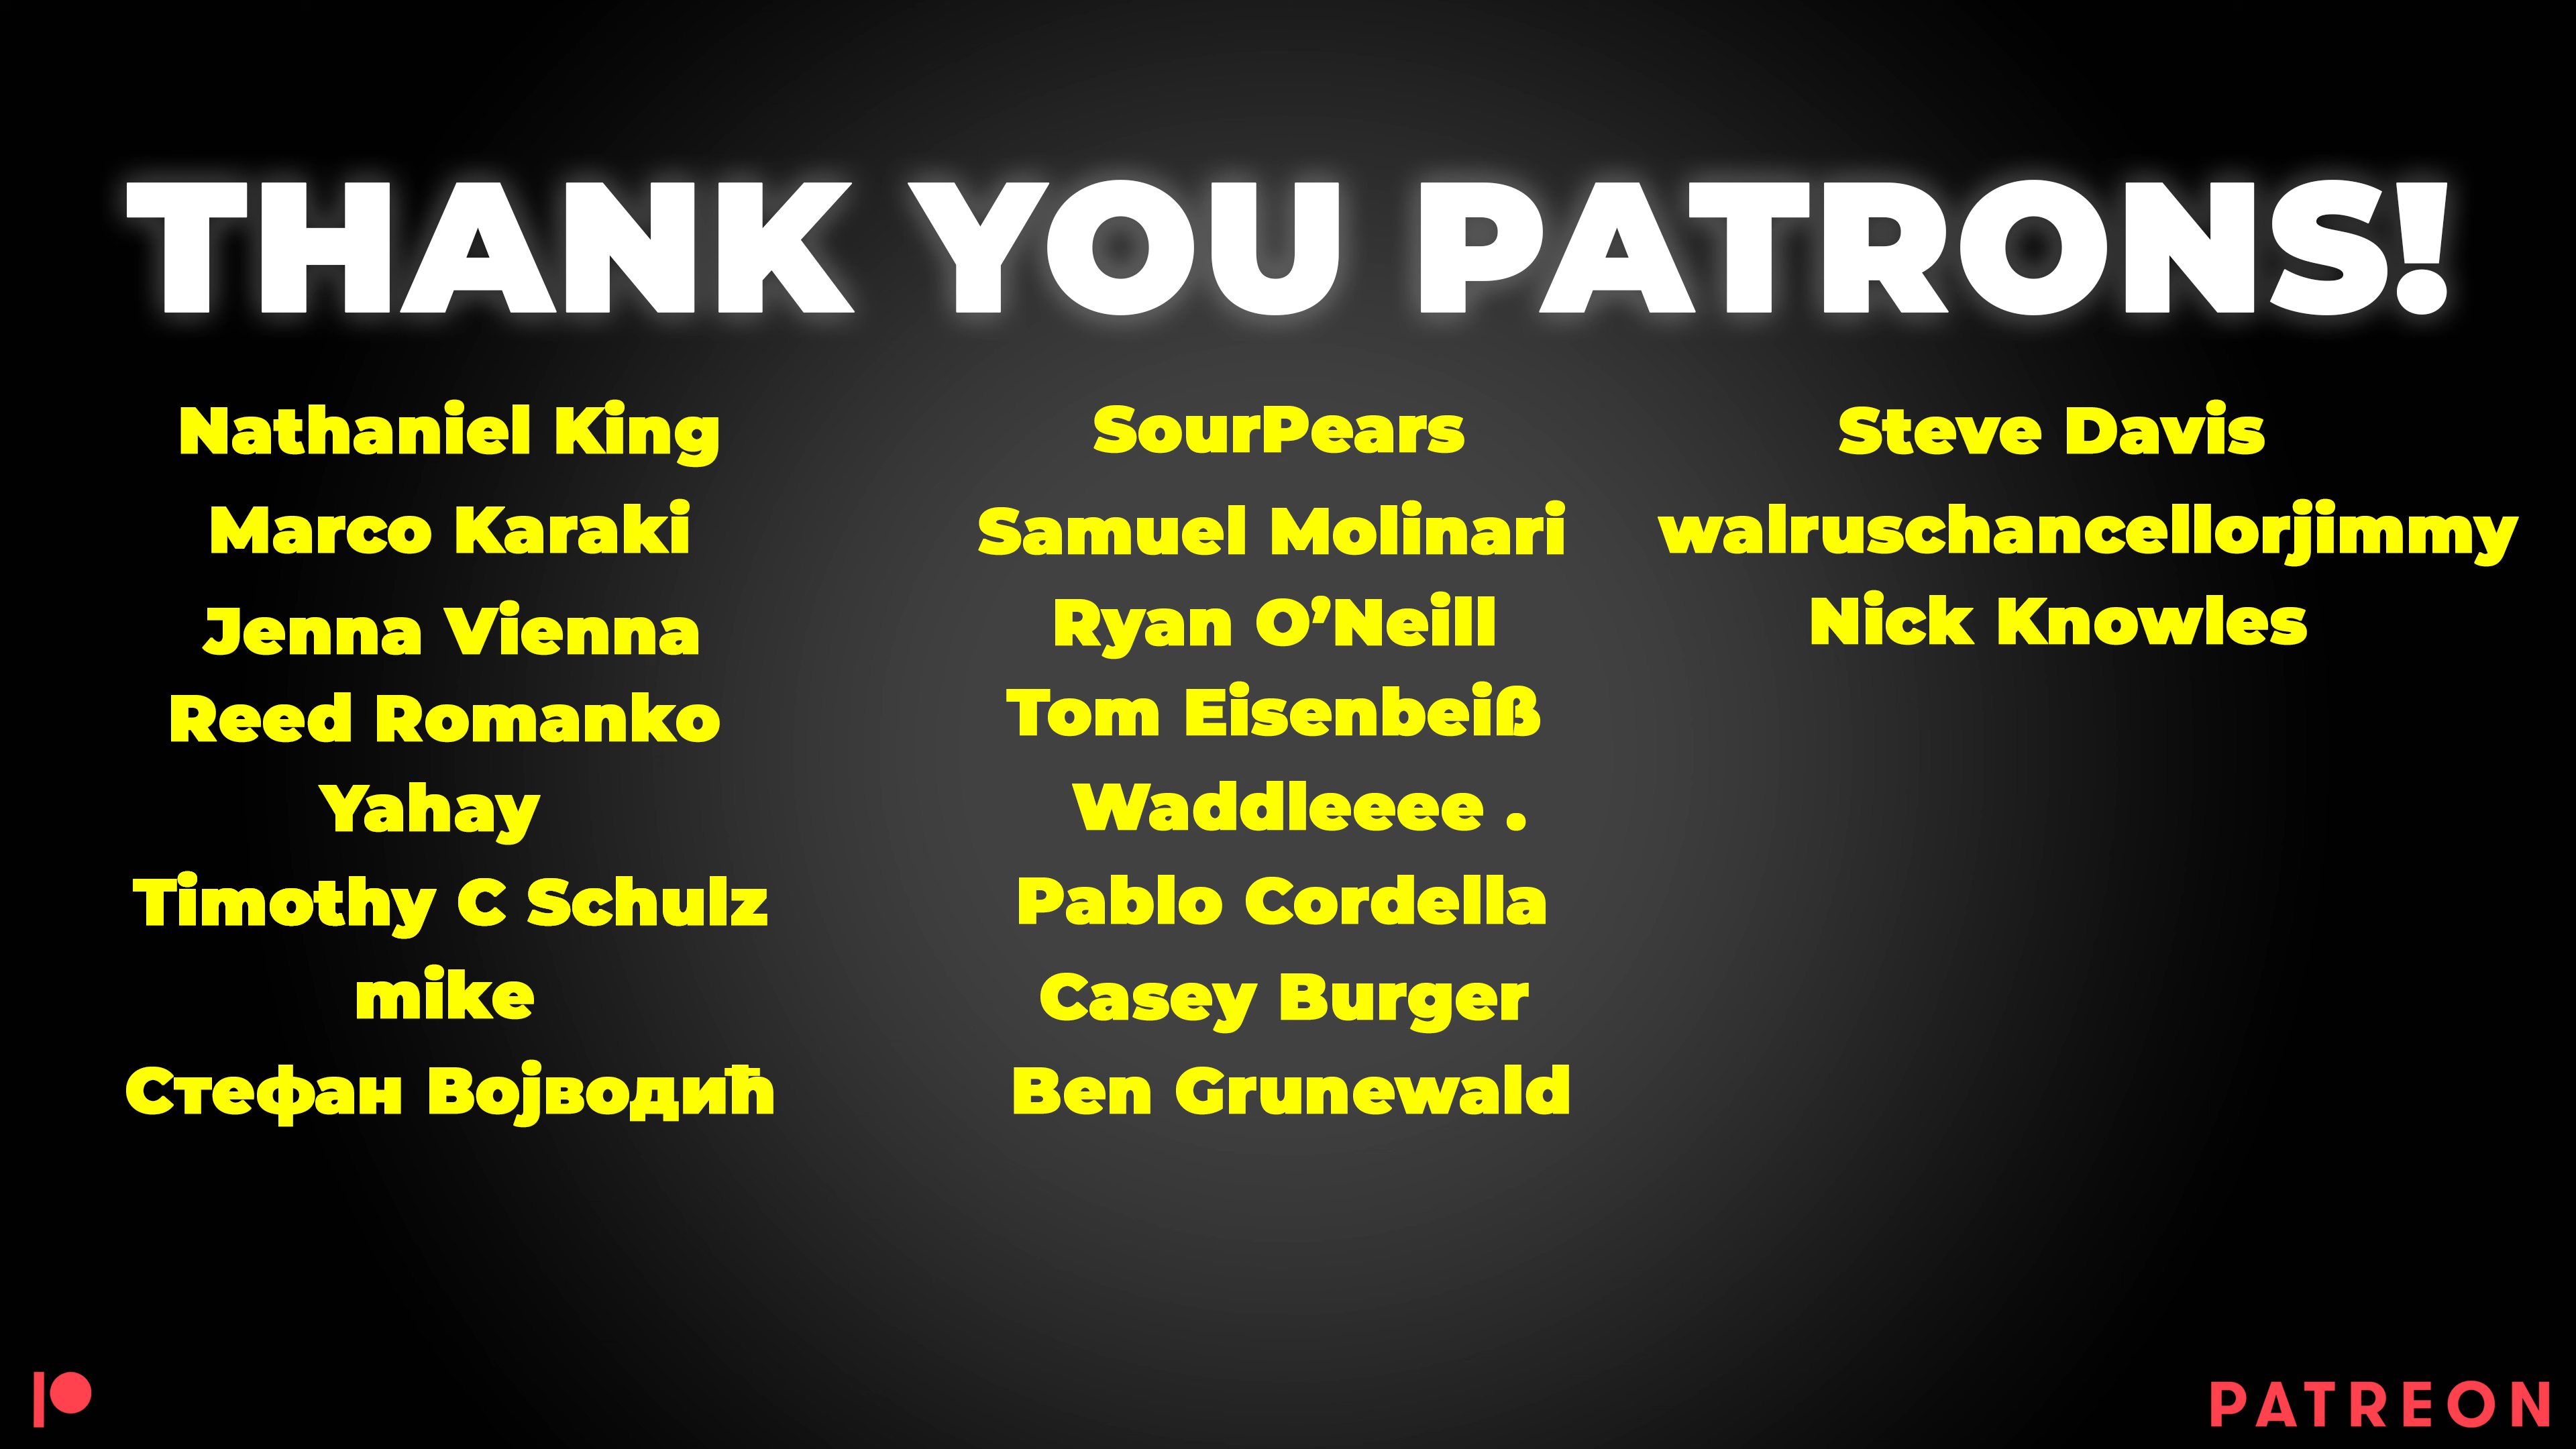 THANK YOU PATRONS!
Nathaniel King
Marco Karaki
Jenna Vienna
Reed Romanko
Yahay
Timothy C Schulz
mike
Стефан Војводић
SourPears
Samuel Molinari
Ryan O’Neill
Tom Eisenbeiß
Waddleeee .
Pablo Cordella
Casey Burger
Ben Grunewald
Steve Davis
walruschancellorjimmy
Nick Knowles
PATREON